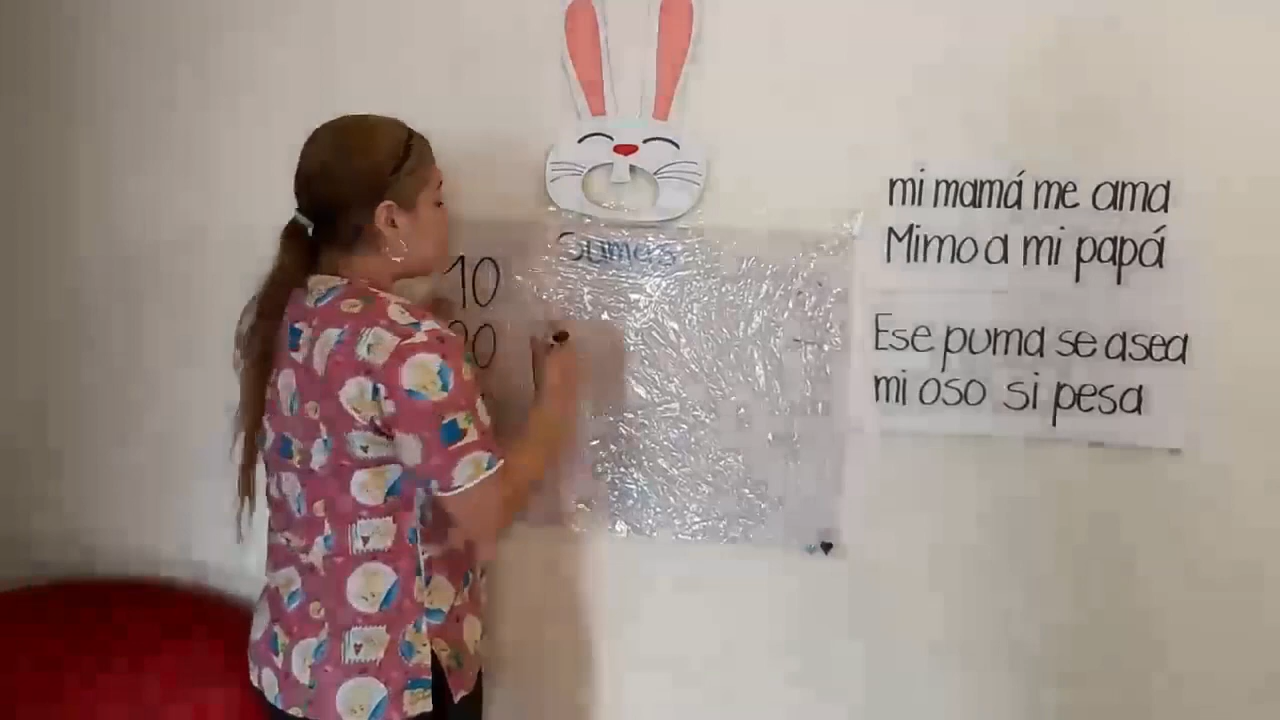 Sumas
10
20
mi mamá me ama
Mimo a mi papá
Ese puma se asea
mi oso si pesa